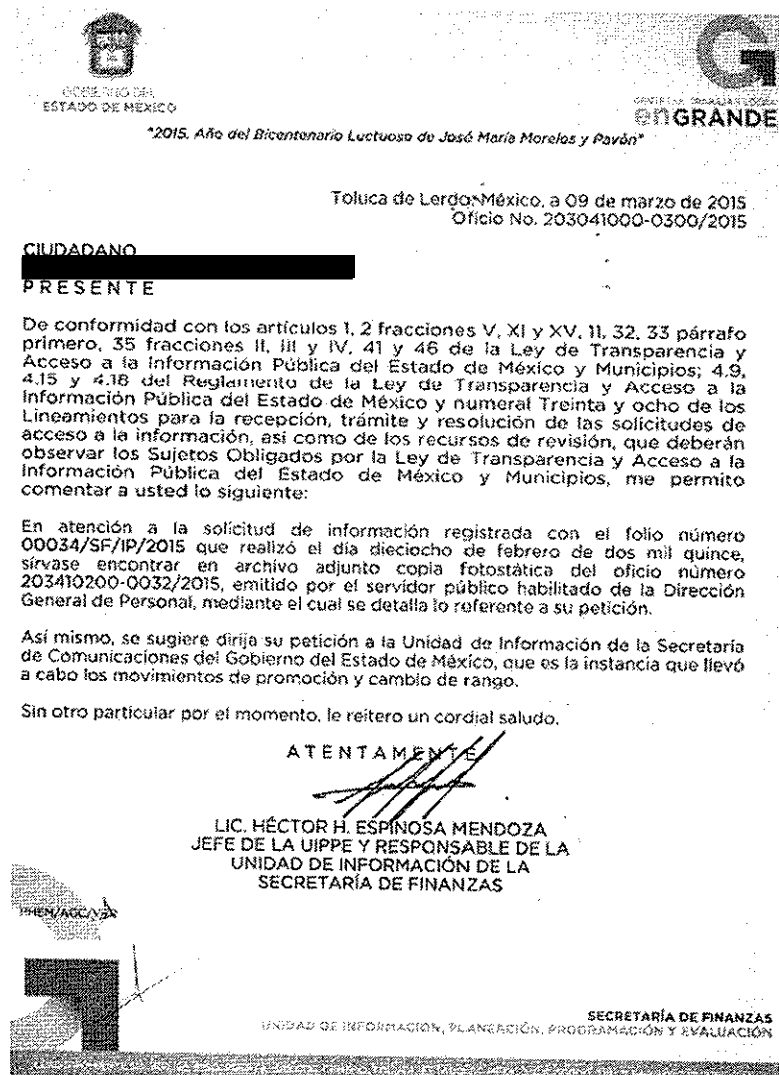 GOBIERNO DEL
ESTADO DE MÉXICO
enGRANDE
"2015. Año del Bicentenario Luctuoso de José María Morelos y Pavón"
Toluca de Lerdo, México, a 09 de marzo de 2015
Oficio No. 203041000-0300/2015
CIUDADANO
PRESENTE
De conformidad con los artículos 1, 2 fracciones V, XI y XV, 11, 32, 33 párrafo
primero, 35 fracciones II, III y IV, 41 y 46 de la Ley de Transparencia y
Acceso a la Información Pública del Estado de México y Municipios; 4.9,
4.15 y 4.18 del Reglamento de la Ley de Transparencia y Acceso a la
Información Pública del Estado de México y numeral Treinta y ocho de los
Lineamientos para la recepción, trámite y resolución de las solicitudes de
acceso a la información, así como de los recursos de revisión, que deberán
observar los Sujetos Obligados por la Ley de Transparencia y Acceso a la
Información Pública del Estado de México y Municipios, me permito
comentar a usted lo siguiente:
En atención a la solicitud de información registrada con el folio número
00034/SF/IP/2015 que realizó el día dieciocho de febrero de dos mil quince,
sírvase encontrar en archivo adjunto copia fotostática del oficio número
203410200-0032/2015, emitido por el servidor público habilitado de la Dirección
General de Personal, mediante el cual se detalla lo referente a su petición.
Así mismo, se sugiere dirija su petición a la Unidad de Información de la Secretaría
de Comunicaciones del Gobierno del Estado de México, que es la instancia que llevó
a cabo los movimientos de promoción y cambio de rango.
Sin otro particular por el momento, le reitero un cordial saludo.
ATENTAMENTE
LIC. HÉCTOR H. ESPINOSA MENDOZA
JEFE DE LA UIPPE Y RESPONSABLE DE LA
UNIDAD DE INFORMACIÓN DE LA
SECRETARÍA DE FINANZAS
SECRETARÍA DE FINANZAS
UNIDAD DE INFORMACIÓN, PLANEACIÓN, PROGRAMACIÓN Y EVALUACIÓN